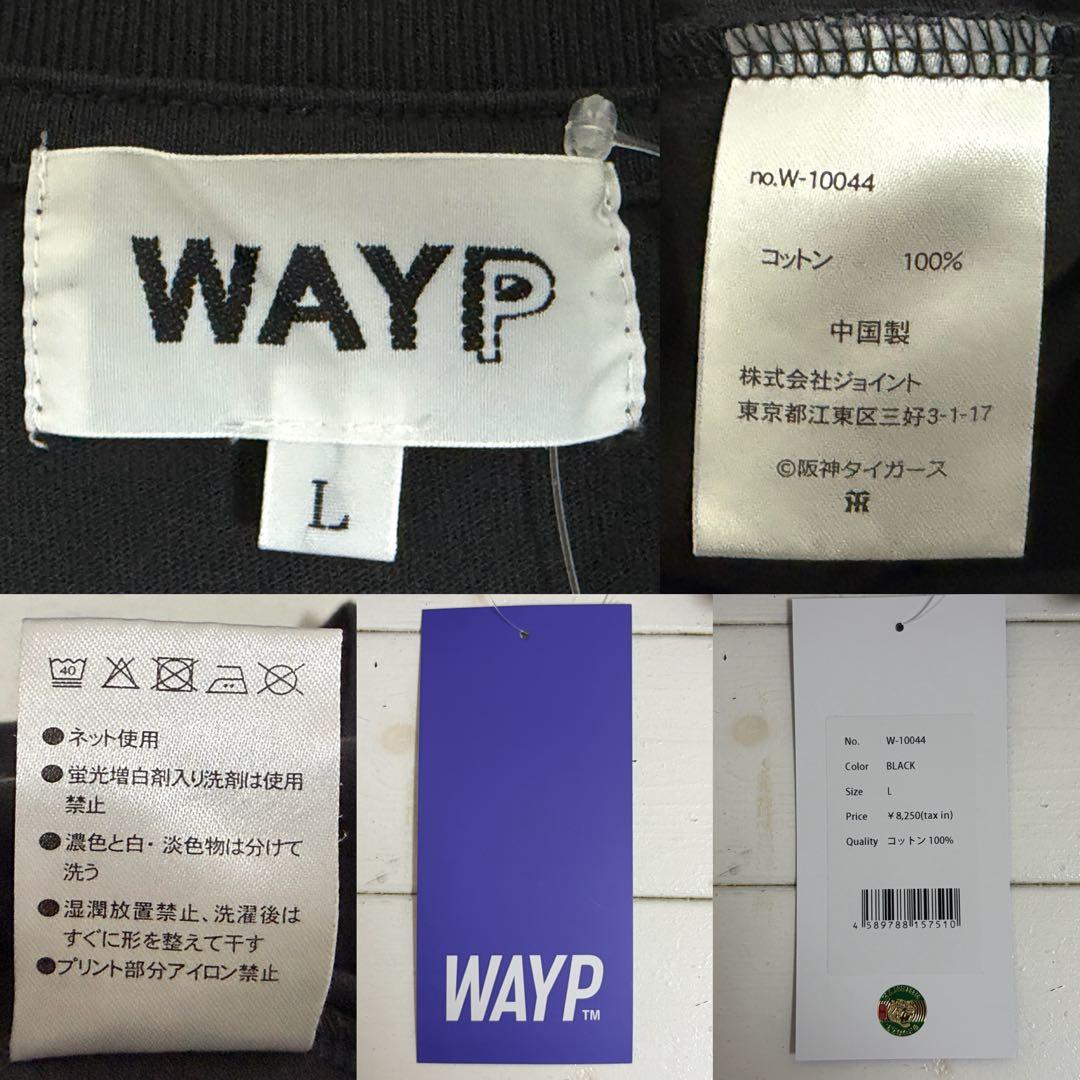 WAYP
L
no.W-10044
コットン 100%
中国製
株式会社ジョイント
東京都江東区三好3-1-17
©阪神タイガース
40
●ネット使用
●蛍光増白剤入り洗剤は使用
禁止
●濃色と白・淡色物は分けて
洗う
●湿潤放置禁止、洗濯後は
すぐに形を整えて干す
●プリント部分アイロン禁止
WAYP™
No. W-10044
Color BLACK
Size L
Price ¥8,250(tax in)
Quality コットン100%
4 589788 157510